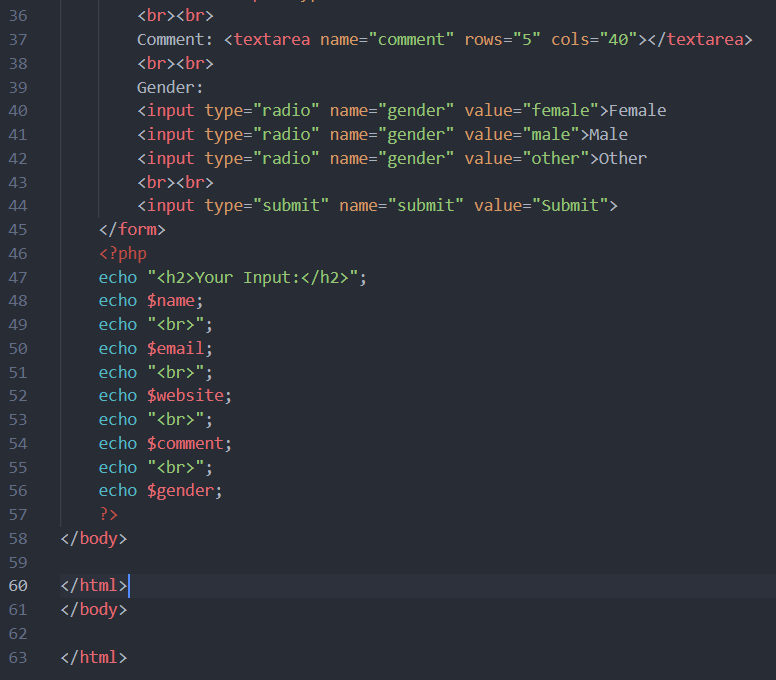 36 <br><br>
37 Comment: <textarea name="comment" rows="5" cols="40"></textarea>
38 <br><br>
39 Gender:
40 <input type="radio" name="gender" value="female">Female
41 <input type="radio" name="gender" value="male">Male
42 <input type="radio" name="gender" value="other">Other
43 <br><br>
44 <input type="submit" name="submit" value="Submit">
45 </form>
46 <?php
47 echo "<h2>Your Input:</h2>";
48 echo $name;
49 echo "<br>";
50 echo $email;
51 echo "<br>";
52 echo $website;
53 echo "<br>";
54 echo $comment;
55 echo "<br>";
56 echo $gender;
57 ?>
58 </body>
59
60 </html>
61 </body>
62
63 </html>